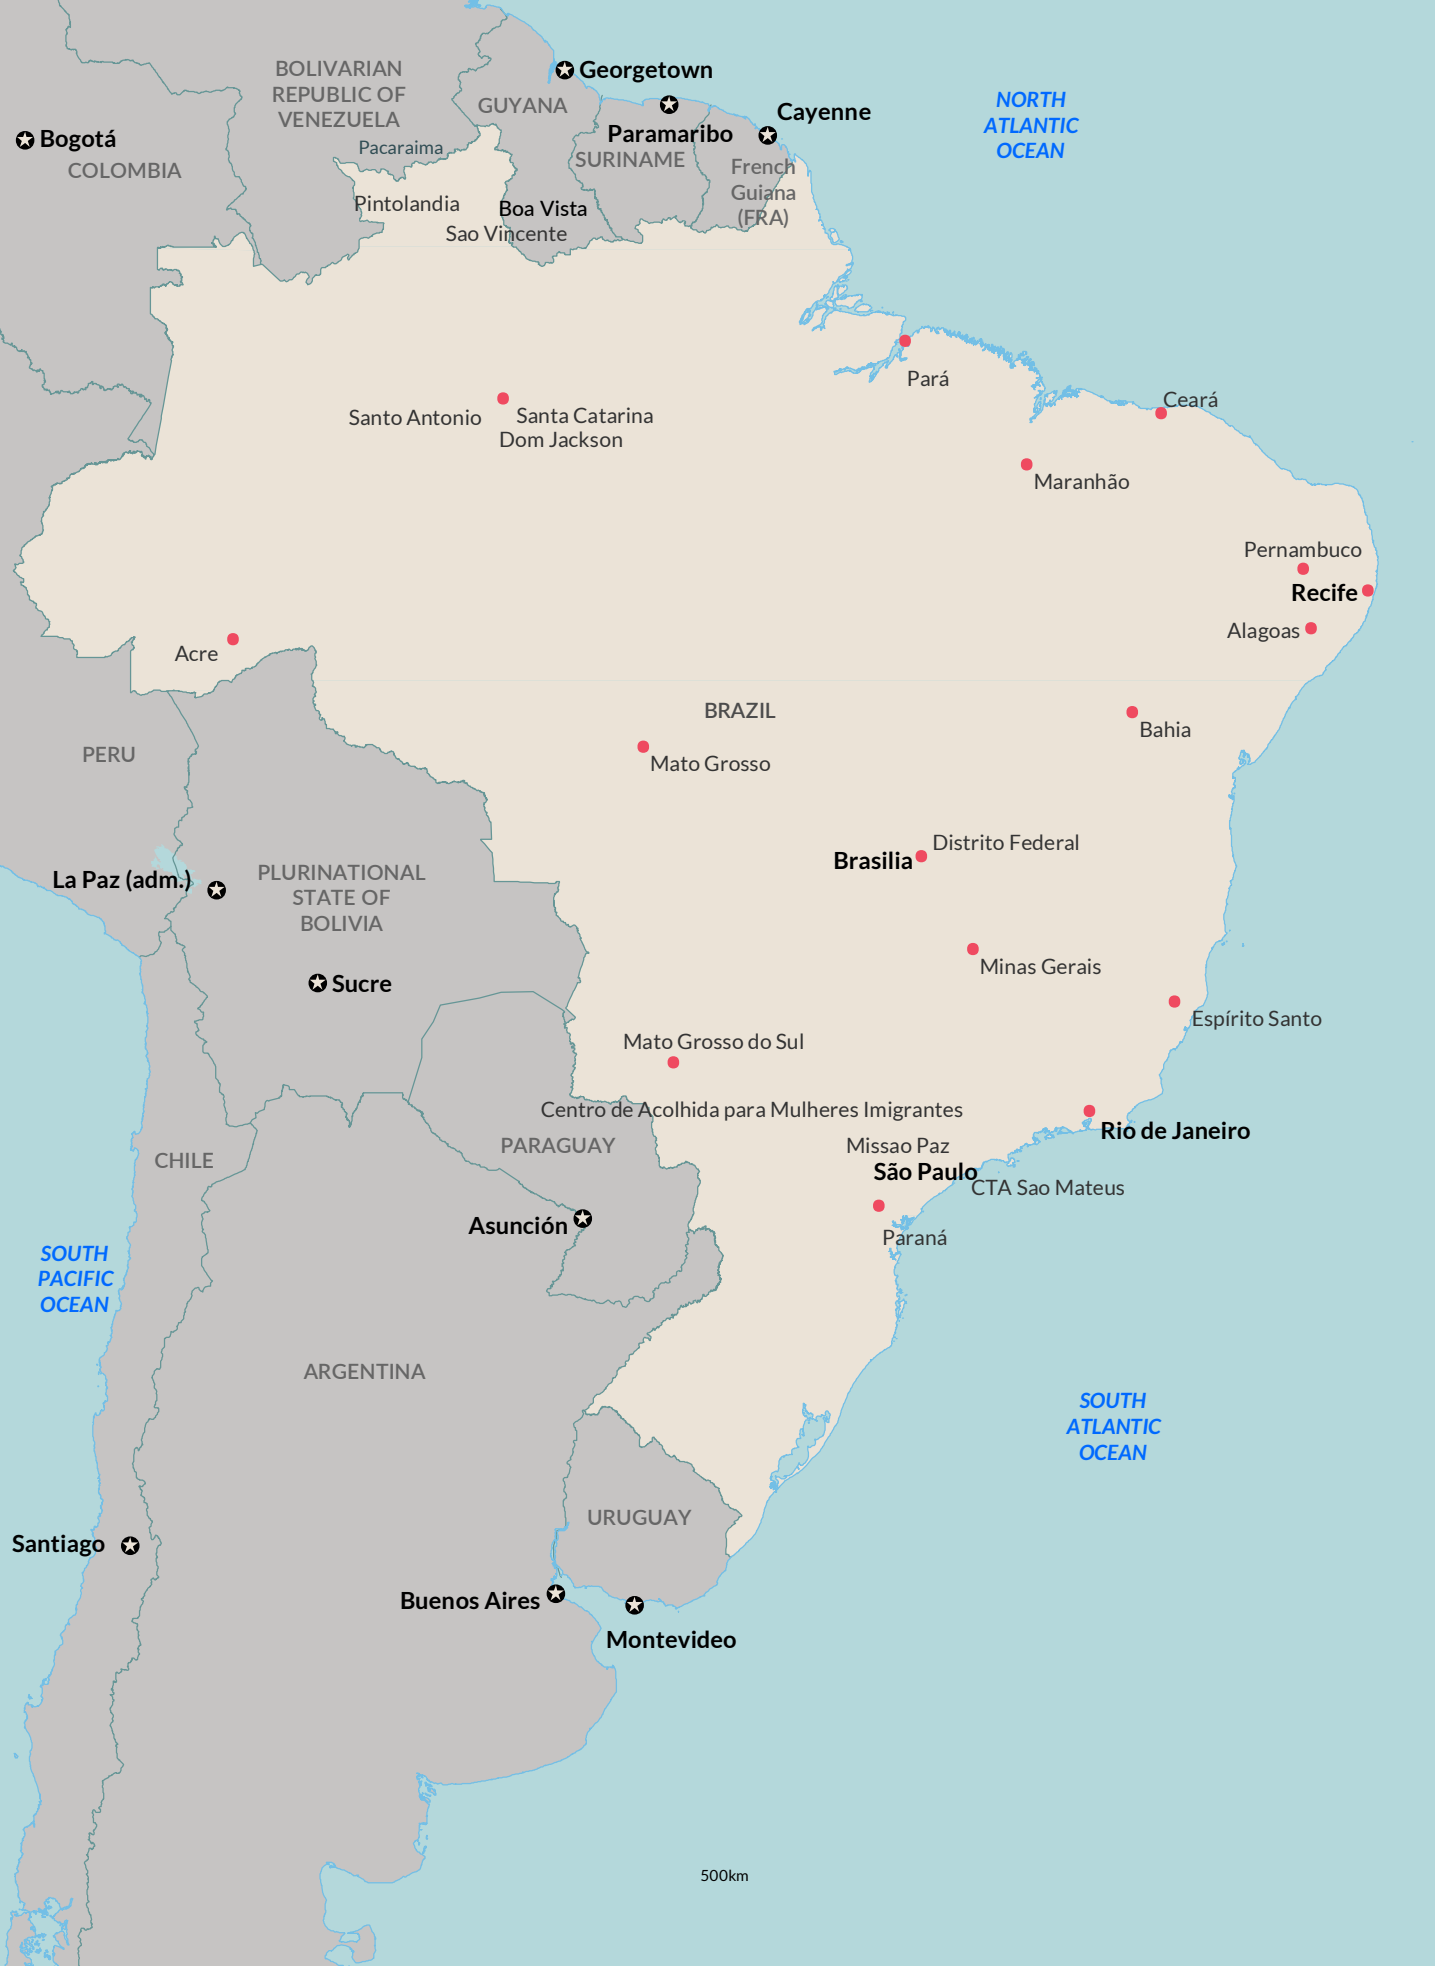 Georgetown
BOLIVARIAN
REPUBLIC OF
VENEZUELA
GUYANA
NORTH
ATLANTIC
OCEAN
Cayenne
Paramaribo
Bogotá
COLOMBIA
Pacaraima
SURINAME
French
Guiana
(FRA)
Pintolandia
Boa Vista
Sao Vincente
Pará
Ceará
Santo Antonio
Santa Catarina
Dom Jackson
Maranhão
Pernambuco
Recife
Alagoas
Acre
BRAZIL
Bahia
PERU
Mato Grosso
Distrito Federal
Brasilia
La Paz (adm.)
PLURINATIONAL
STATE OF
BOLIVIA
Minas Gerais
Sucre
Espírito Santo
Mato Grosso do Sul
Centro de Acolhida para Mulheres Imigrantes
Rio de Janeiro
PARAGUAY
Missao Paz
CHILE
São Paulo
CTA Sao Mateus
Asunción
Paraná
SOUTH
PACIFIC
OCEAN
ARGENTINA
SOUTH
ATLANTIC
OCEAN
URUGUAY
Santiago
Buenos Aires
Montevideo
500km